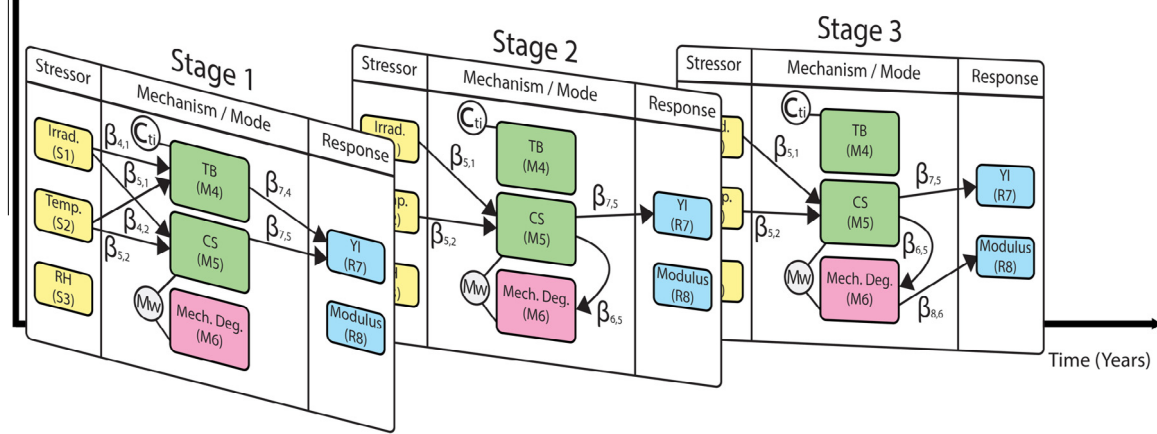 Stage 1
Stressor
Mechanism / Mode
Response
Irrad.
(S1)
Temp.
(S2)
RH
(S3)
β4,1
β5,1
β4,2
β5,2
Cti
TB
(M4)
CS
(M5)
Mw
Mech. Deg.
(M6)
β7,4
β7,5
YI
(R7)
Modulus
(R8)
Stage 2
Stressor
Mechanism / Mode
Response
Irrad.
β5,1
β5,2
Cti
TB
(M4)
CS
(M5)
Mw
Mech. Deg.
(M6)
β7,5
β6,5
YI
(R7)
Modulus
(R8)
Stage 3
Stressor
Mechanism / Mode
Response
β5,1
β5,2
Cti
TB
(M4)
CS
(M5)
Mw
Mech. Deg.
(M6)
β7,5
β6,5
β8,6
YI
(R7)
Modulus
(R8)
Time (Years)